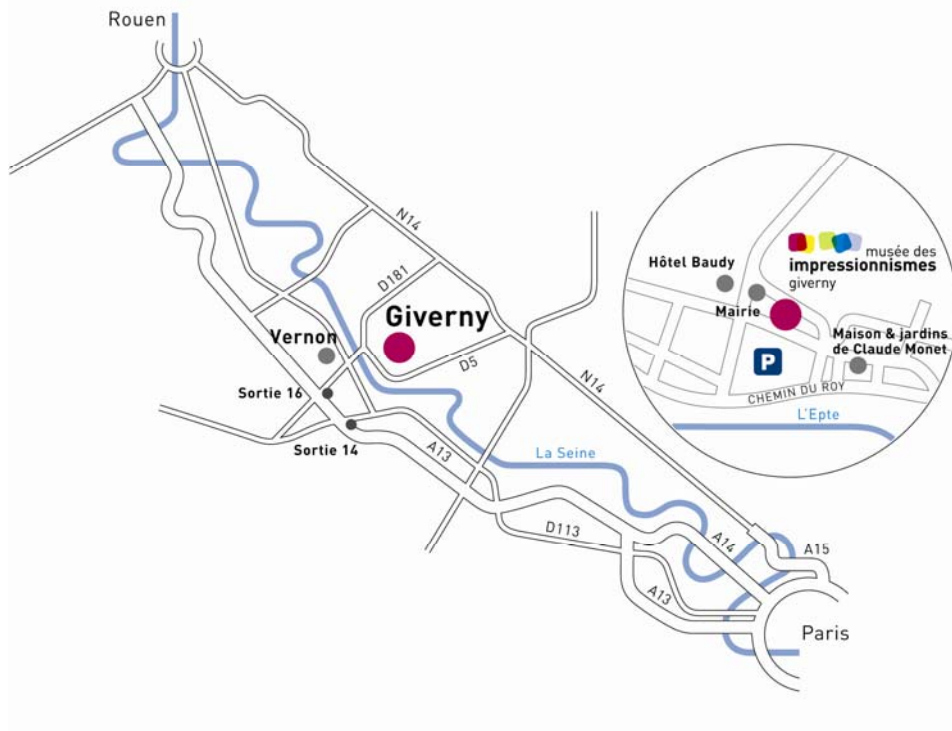 Rouen
N14
D181
Giverny
Vernon
D5
Sortie 16
Sortie 14
A13
N14
La Seine
D113
A14
A15
A13
Paris
musée des
impressionnismes
giverny
Hôtel Baudy
Mairie
Maison & jardins
de Claude Monet
P
CHEMIN DU ROY
L'Epte